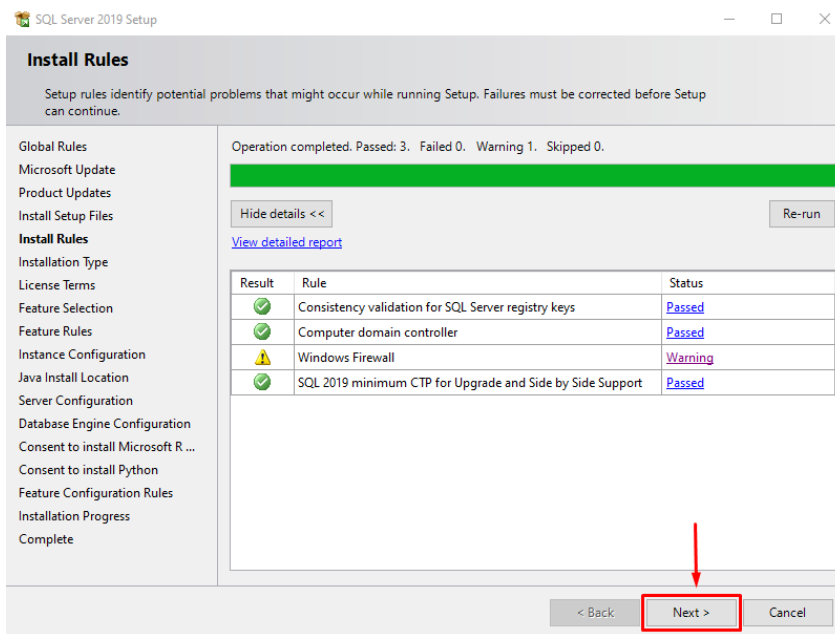 SQL Server 2019 Setup
Install Rules
Setup rules identify potential problems that might occur while running Setup. Failures must be corrected before Setup
can continue.
Global Rules
Microsoft Update
Product Updates
Install Setup Files
Install Rules
Installation Type
License Terms
Feature Selection
Feature Rules
Instance Configuration
Java Install Location
Server Configuration
Database Engine Configuration
Consent to install Microsoft R ...
Consent to install Python
Feature Configuration Rules
Installation Progress
Complete
Operation completed. Passed: 3. Failed 0. Warning 1. Skipped 0.
Hide details <<
Re-run
View detailed report
Result Rule Status
Consistency validation for SQL Server registry keys Passed
Computer domain controller Passed
Windows Firewall Warning
SQL 2019 minimum CTP for Upgrade and Side by Side Support Passed
< Back Next > Cancel